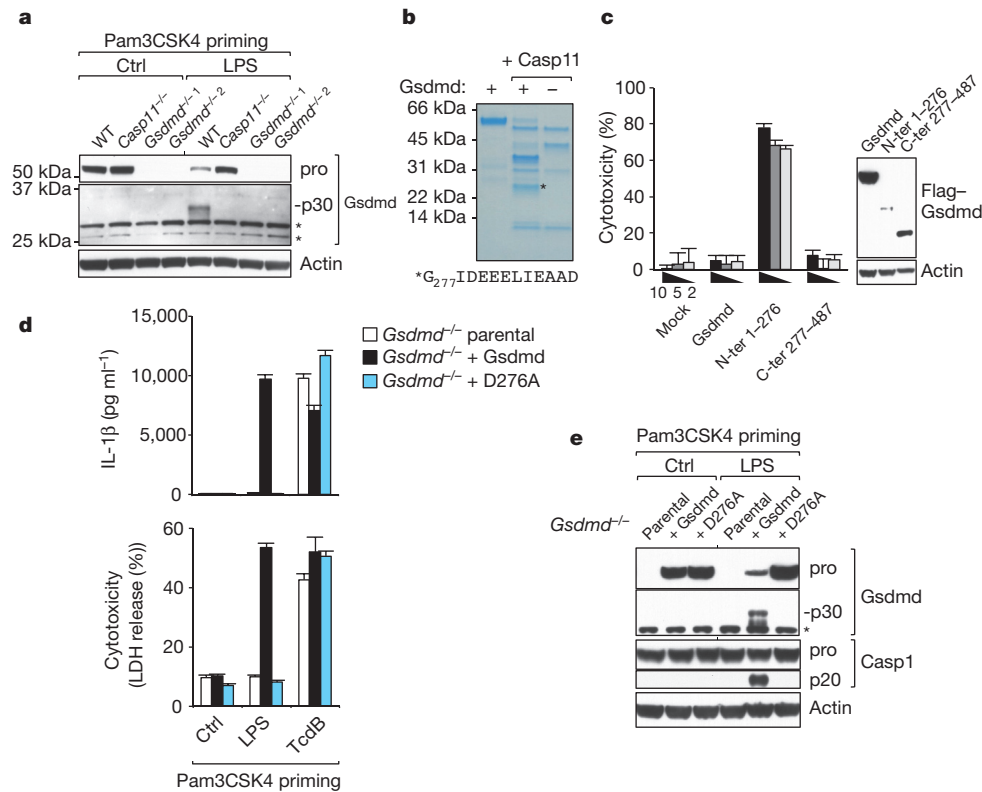 a
Pam3CSK4 priming
Ctrl LPS
WT Casp11–/– Gsdmd–/– 1 Gsdmd–/– 2 WT Casp11–/– Gsdmd–/– 1 Gsdmd–/– 2
50 kDa
37 kDa
25 kDa
pro
-p30
*
*
Gsdmd
Actin
b
+ Casp11
Gsdmd: + + –
66 kDa
45 kDa
31 kDa
22 kDa
14 kDa
*
*G277IDEEELIEAAD
c
Cytotoxicity (%)
100
80
60
40
20
0
10 5 2
Mock
Gsdmd
N-ter 1–276
C-ter 277–487
Gsdmd
N-ter 1–276
C-ter 277–487
Flag–
Gsdmd
Actin
d
IL-1β (pg ml–1)
15,000
10,000
5,000
0
Gsdmd–/– parental
Gsdmd–/– + Gsdmd
Gsdmd–/– + D276A
Cytotoxicity
(LDH release (%))
60
40
20
0
Ctrl
LPS
TcdB
Pam3CSK4 priming
e
Pam3CSK4 priming
Ctrl LPS
Gsdmd–/–
Parental + Gsdmd + D276A Parental + Gsdmd + D276A
pro
-p30
*
Gsdmd
pro
p20
Casp1
Actin